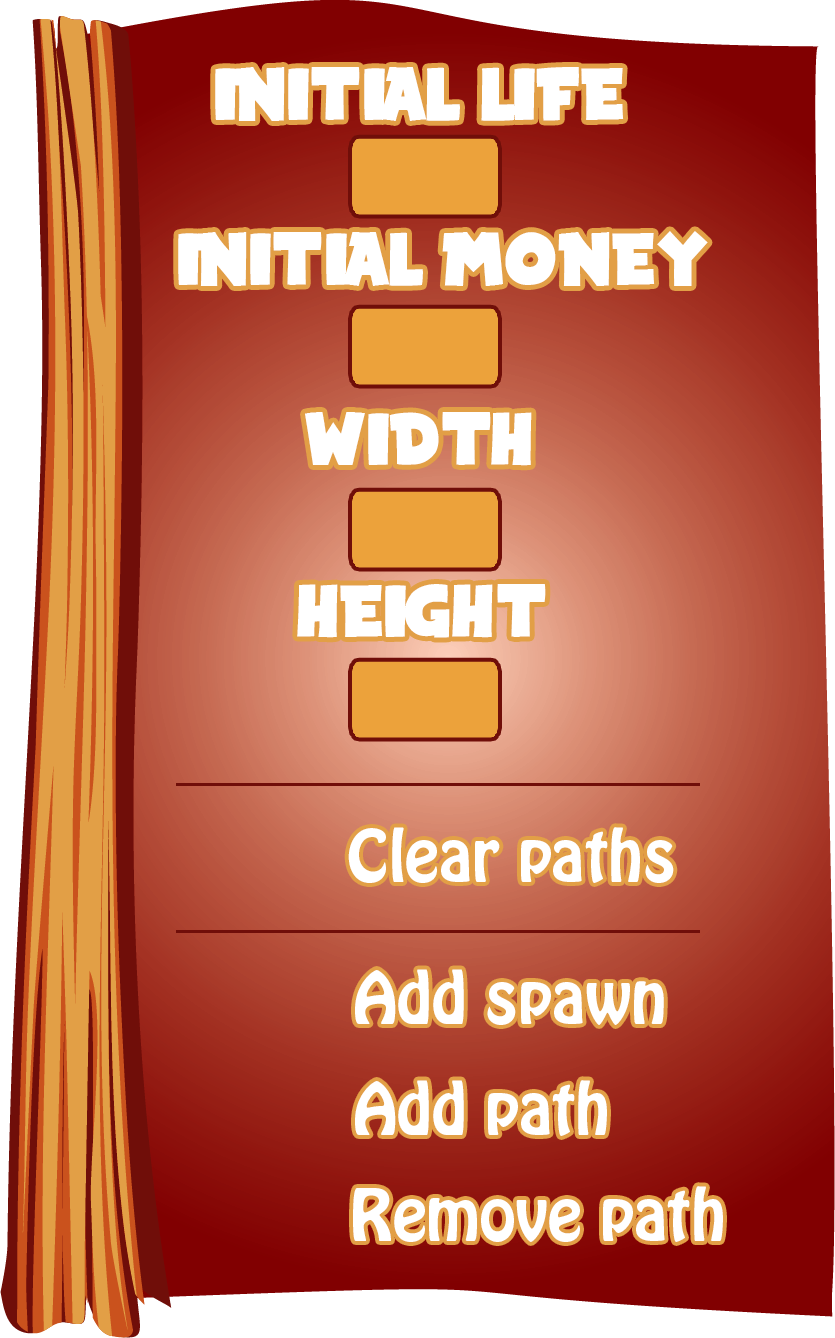 INITIAL LIFE
INITIAL MONEY
WIDTH
HEIGHT
Clear paths
Add spawn
Add path
Remove path